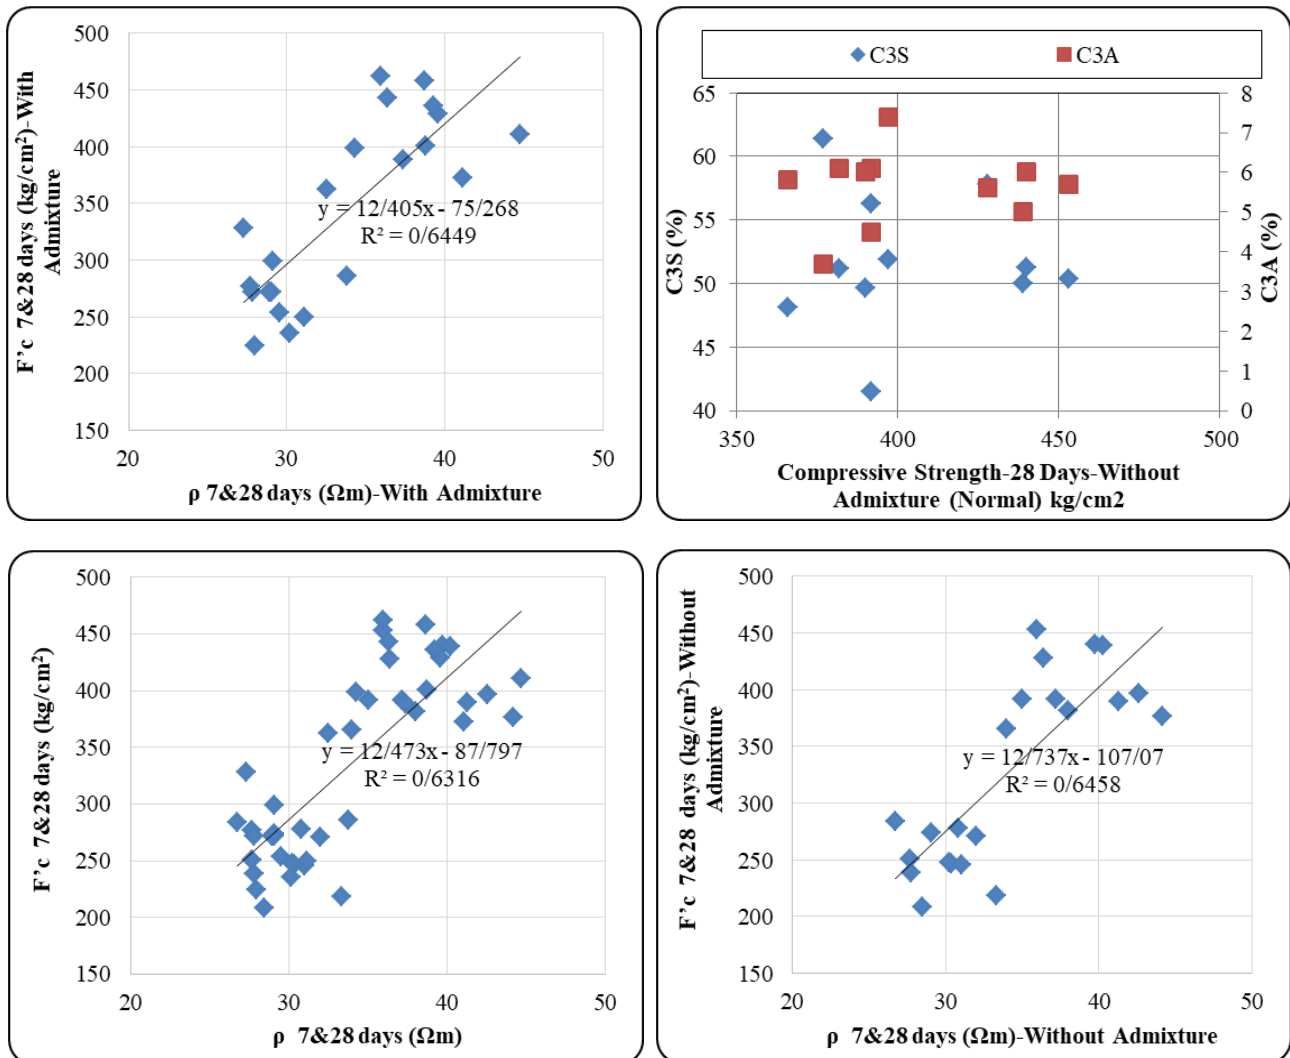 500
450
400
350
300
250
200
150
20
30
40
50
F’c 7&28 days (kg/cm²)-With
Admixture
y = 12/405x - 75/268
R² = 0/6449
ρ 7&28 days (Ωm)-With Admixture
C3S
C3A
65
60
55
50
45
40
8
7
6
5
4
3
2
1
0
350
400
450
500
C3S (%)
C3A (%)
Compressive Strength-28 Days-Without
Admixture (Normal) kg/cm2
500
450
400
350
300
250
200
150
20
30
40
50
F’c 7&28 days (kg/cm²)
y = 12/473x - 87/797
R² = 0/6316
ρ 7&28 days (Ωm)
500
450
400
350
300
250
200
150
20
30
40
50
F’c 7&28 days (kg/cm²)-Without
Admixture
y = 12/737x - 107/07
R² = 0/6458
ρ 7&28 days (Ωm)-Without Admixture